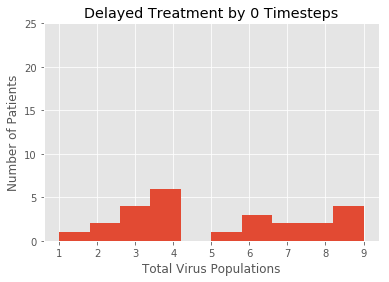 Delayed Treatment by 0 Timesteps
25
20
15
10
5
0
Number of Patients
1 2 3 4 5 6 7 8 9
Total Virus Populations